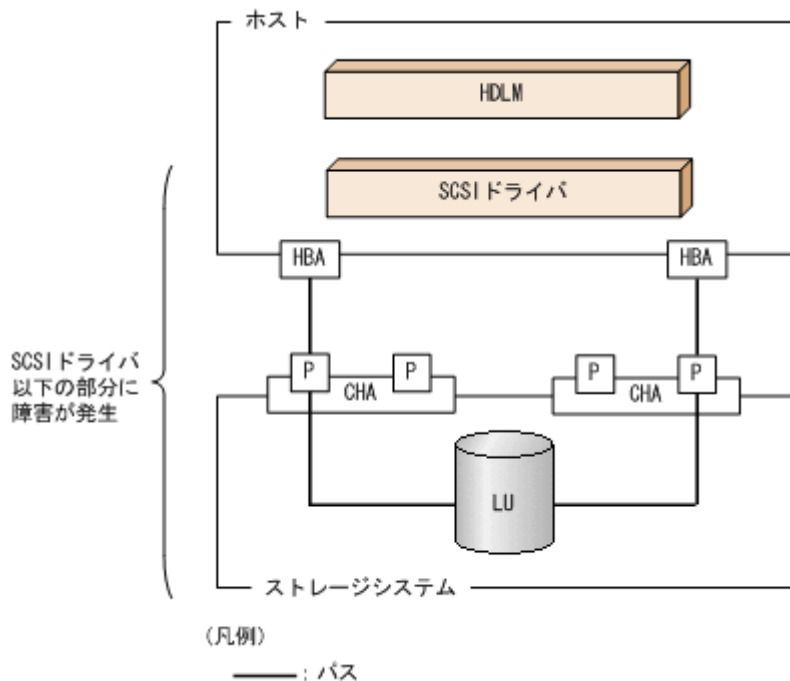 ホスト
HDLM
SCSIドライバ
HBA
HBA
SCSIドライバ
以下の部分に
障害が発生
P
P
P
P
CHA
CHA
LU
ストレージシステム
(凡例)
: パス